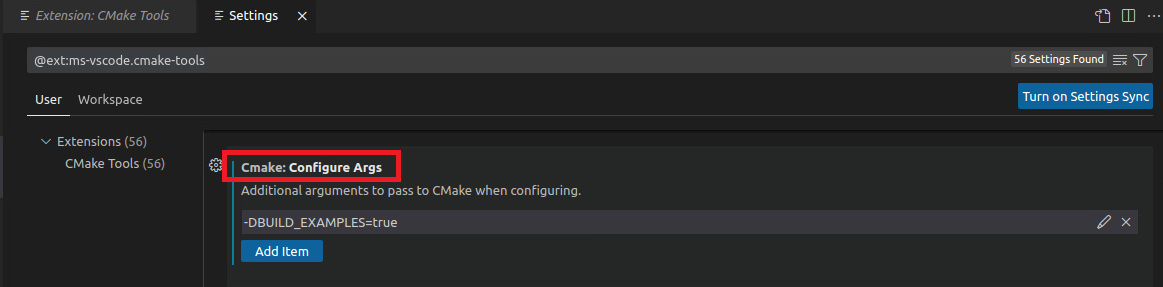 Extension: CMake Tools
Settings
@ext:ms-vscode.cmake-tools
56 Settings Found
User
Workspace
Turn on Settings Sync
Extensions (56)
CMake Tools (56)
Cmake: Configure Args
Additional arguments to pass to CMake when configuring.
-DBUILD_EXAMPLES=true
Add Item